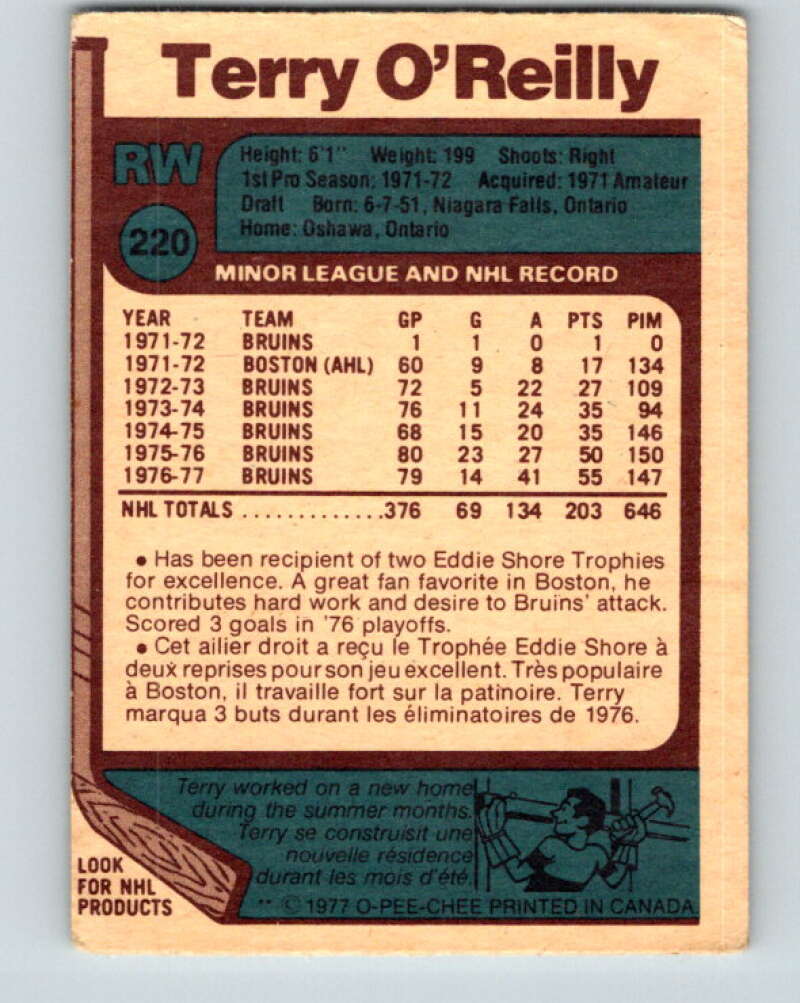 Terry O'Reilly
RW
220
Height: 6'1" Weight: 199 Shoots: Right
1st Pro Season: 1971-72 Acquired: 1971 Amateur
Draft Born: 6-7-51, Niagara Falls, Ontario
Home: Oshawa, Ontario
MINOR LEAGUE AND NHL RECORD
YEAR TEAM GP G A PTS PIM
1971-72 BRUINS 1 1 0 1 0
1971-72 BOSTON (AHL) 60 9 8 17 134
1972-73 BRUINS 72 5 22 27 109
1973-74 BRUINS 76 11 24 35 94
1974-75 BRUINS 68 15 20 35 146
1975-76 BRUINS 80 23 27 50 150
1976-77 BRUINS 79 14 41 55 147
NHL TOTALS .............376 69 134 203 646
● Has been recipient of two Eddie Shore Trophies
for excellence. A great fan favorite in Boston, he
contributes hard work and desire to Bruins' attack.
Scored 3 goals in '76 playoffs.
● Cet ailier droit a reçu le Trophée Eddie Shore à
deux reprises pour son jeu excellent. Très populaire
à Boston, il travaille fort sur la patinoire. Terry
marqua 3 buts durant les éliminatoires de 1976.
Terry worked on a new home
during the summer months.
Terry se construisit une
nouvelle résidence
durant les mois d'été.
LOOK
FOR NHL
PRODUCTS
** © 1977 O-PEE-CHEE PRINTED IN CANADA